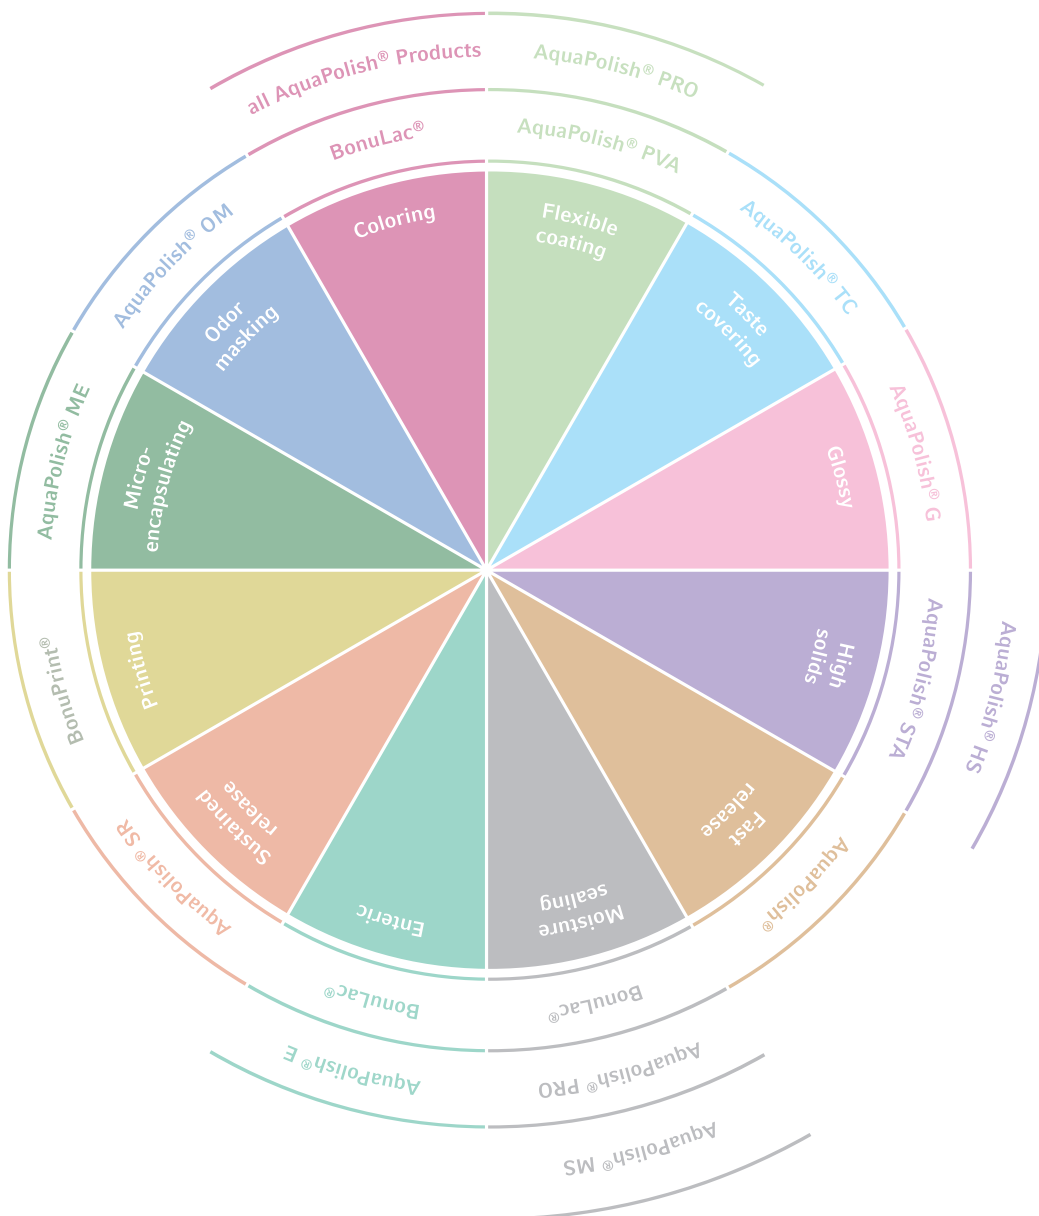 all AquaPolish® Products
AquaPolish® PRO
BonuLac®
AquaPolish® PVA
Coloring
Flexible
coating
AquaPolish® TC
Taste
covering
AquaPolish® G
Glossy
AquaPolish® HS
AquaPolish® STA
High
solids
AquaPolish®
Fast
release
Moisture
sealing
BonuLac®
AquaPolish® PRO
AquaPolish® MS
Enteric
BonuLac®
AquaPolish® E
Sustained
release
AquaPolish® SR
Printing
BonuPrint®
Micro-
encapsulating
AquaPolish® ME
Odor
masking
AquaPolish® OM